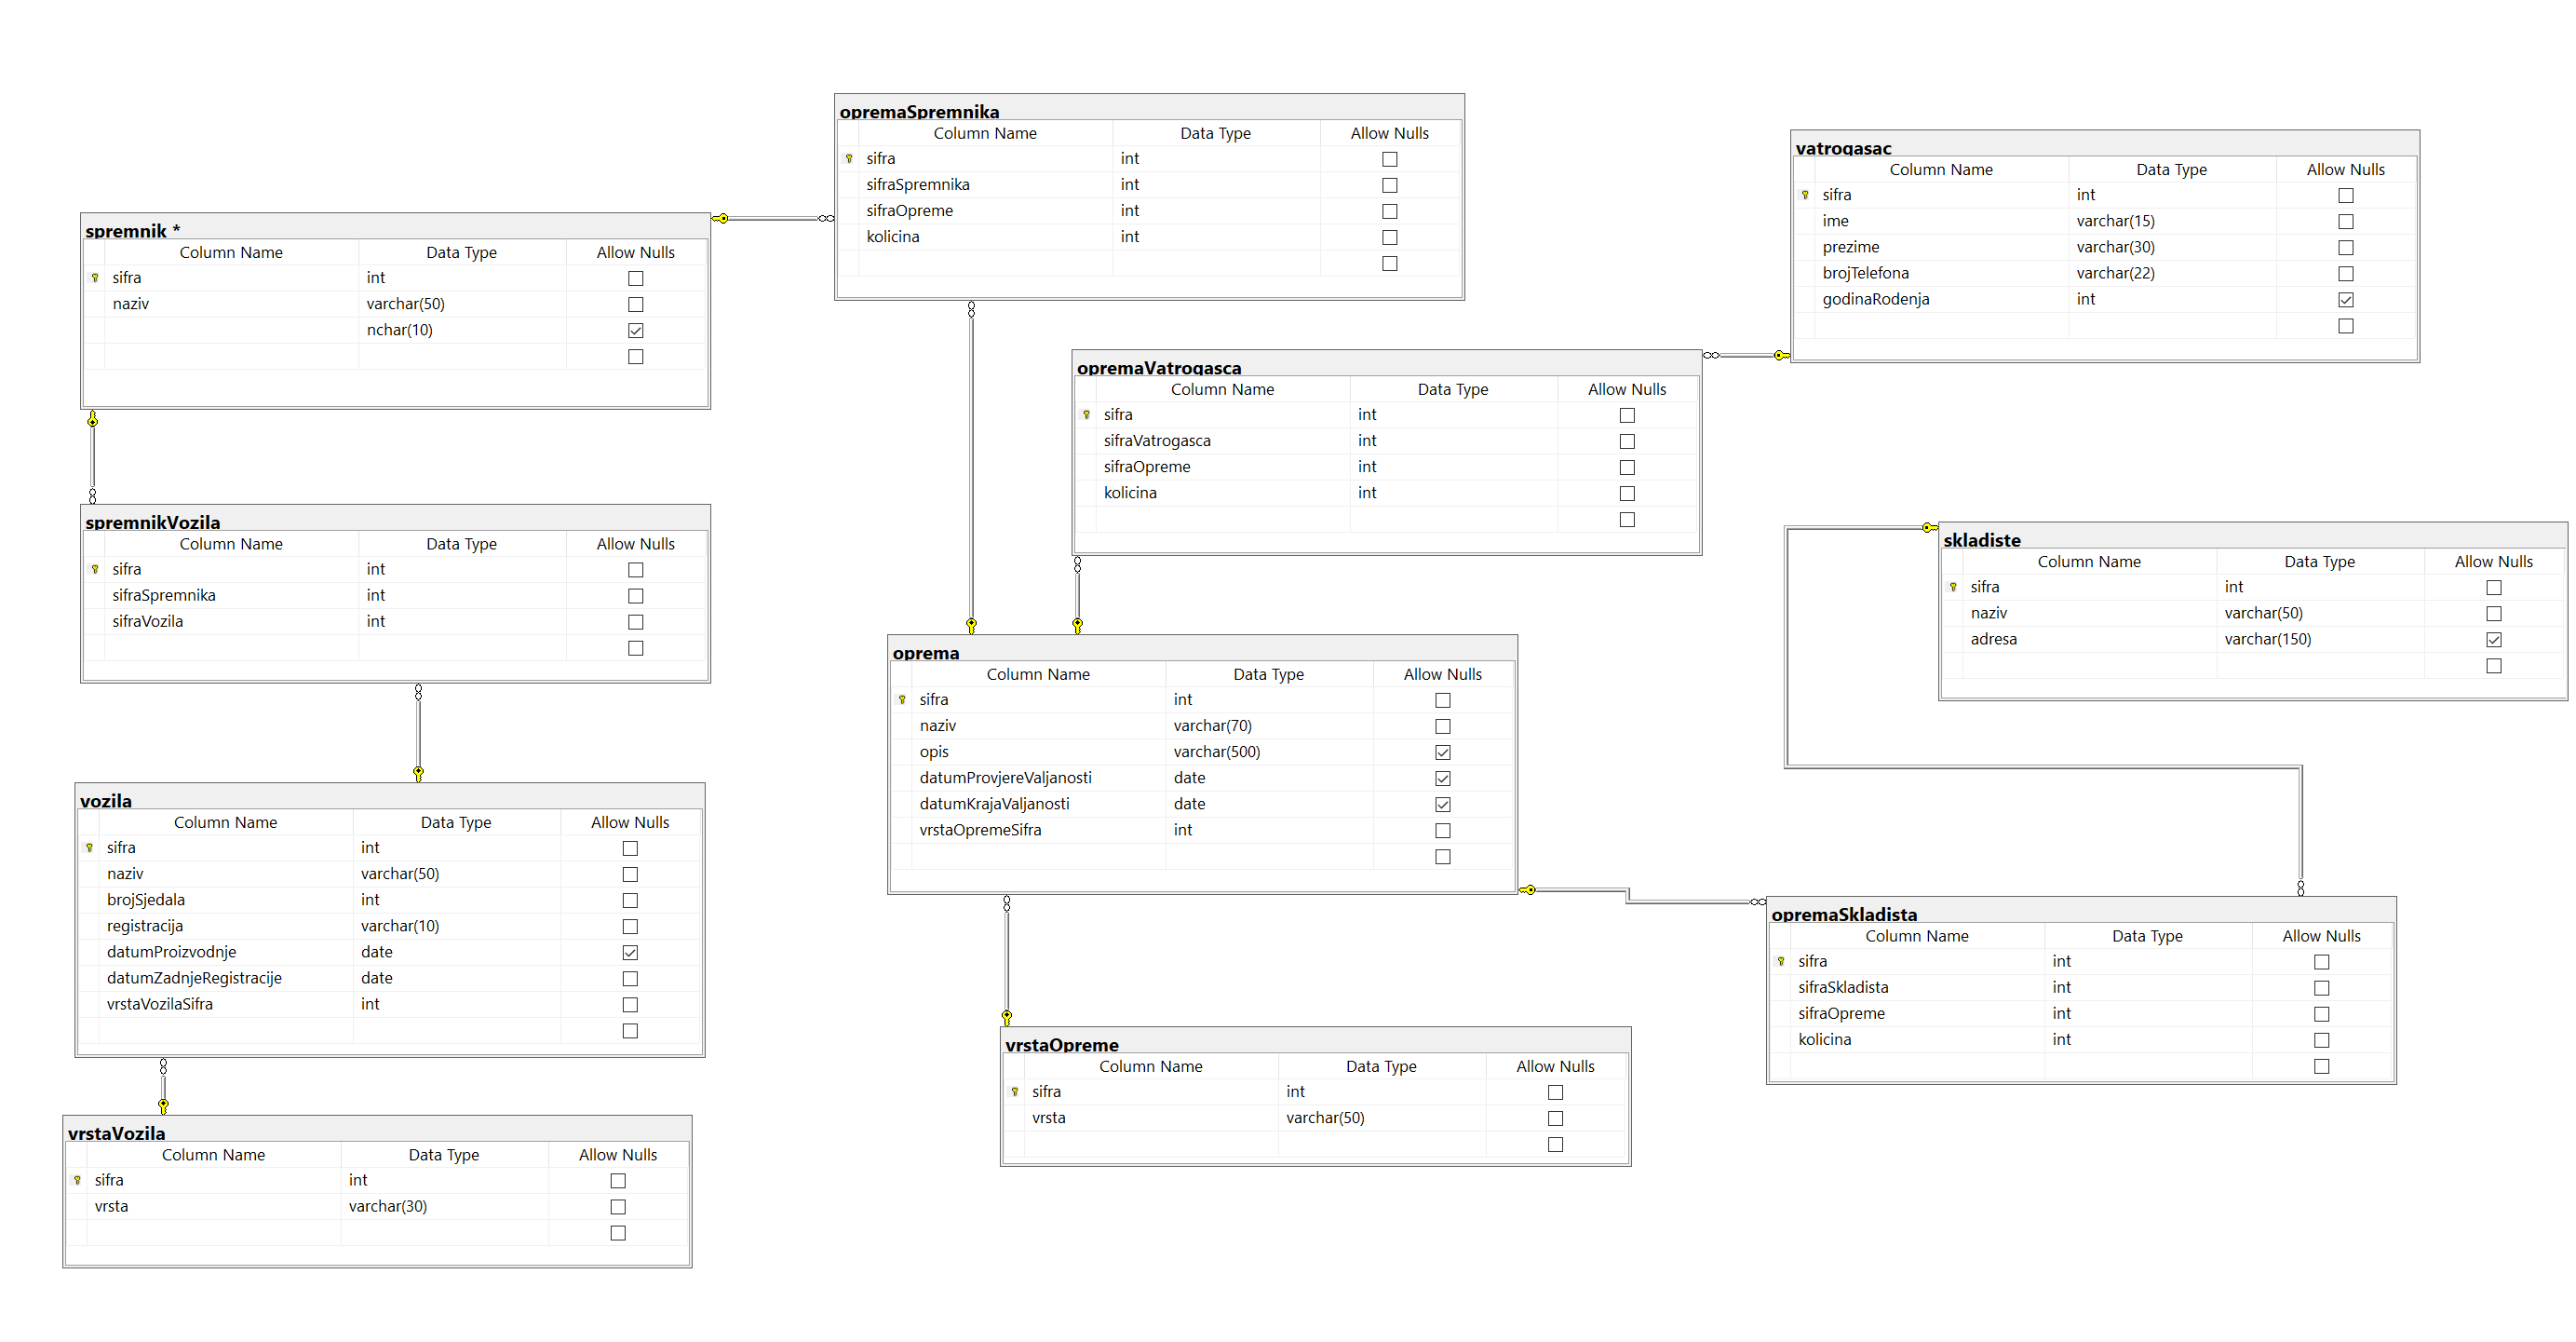 opremaSpremnika
Column Name Data Type Allow Nulls
sifra int
sifraSpremnika int
sifraOpreme int
kolicina int
vatrogasac
Column Name Data Type Allow Nulls
sifra int
ime varchar(15)
prezime varchar(30)
brojTelefona varchar(22)
godinaRodenja int
spremnik *
Column Name Data Type Allow Nulls
sifra int
naziv varchar(50)
nchar(10)
opremaVatrogasca
Column Name Data Type Allow Nulls
sifra int
sifraVatrogasca int
sifraOpreme int
kolicina int
spremnikVozila
Column Name Data Type Allow Nulls
sifra int
sifraSpremnika int
sifraVozila int
skladiste
Column Name Data Type Allow Nulls
sifra int
naziv varchar(50)
adresa varchar(150)
oprema
Column Name Data Type Allow Nulls
sifra int
naziv varchar(70)
opis varchar(500)
datumProvjereValjanosti date
datumKrajaValjanosti date
vrstaOpremeSifra int
vozila
Column Name Data Type Allow Nulls
sifra int
naziv varchar(50)
brojSjedala int
registracija varchar(10)
datumProizvodnje date
datumZadnjeRegistracije date
vrstaVozilaSifra int
opremaSkladista
Column Name Data Type Allow Nulls
sifra int
sifraSkladista int
sifraOpreme int
kolicina int
vrstaOpreme
Column Name Data Type Allow Nulls
sifra int
vrsta varchar(50)
vrstaVozila
Column Name Data Type Allow Nulls
sifra int
vrsta varchar(30)